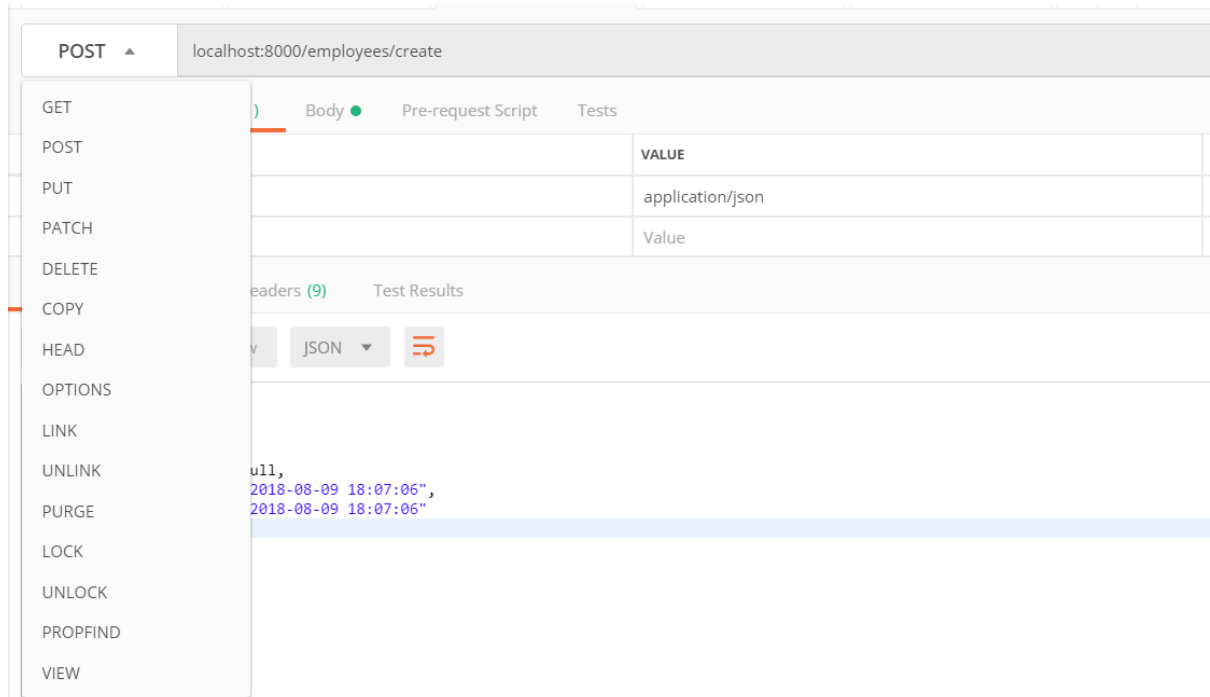 POST localhost:8000/employees/create
GET
) Body Pre-request Script Tests
POST
VALUE
PUT
application/json
PATCH
Value
DELETE
eaders (9) Test Results
COPY
HEAD
JSON
OPTIONS
LINK
UNLINK
ull,
2018-08-09 18:07:06",
PURGE
2018-08-09 18:07:06"
LOCK
UNLOCK
PROPFIND
VIEW